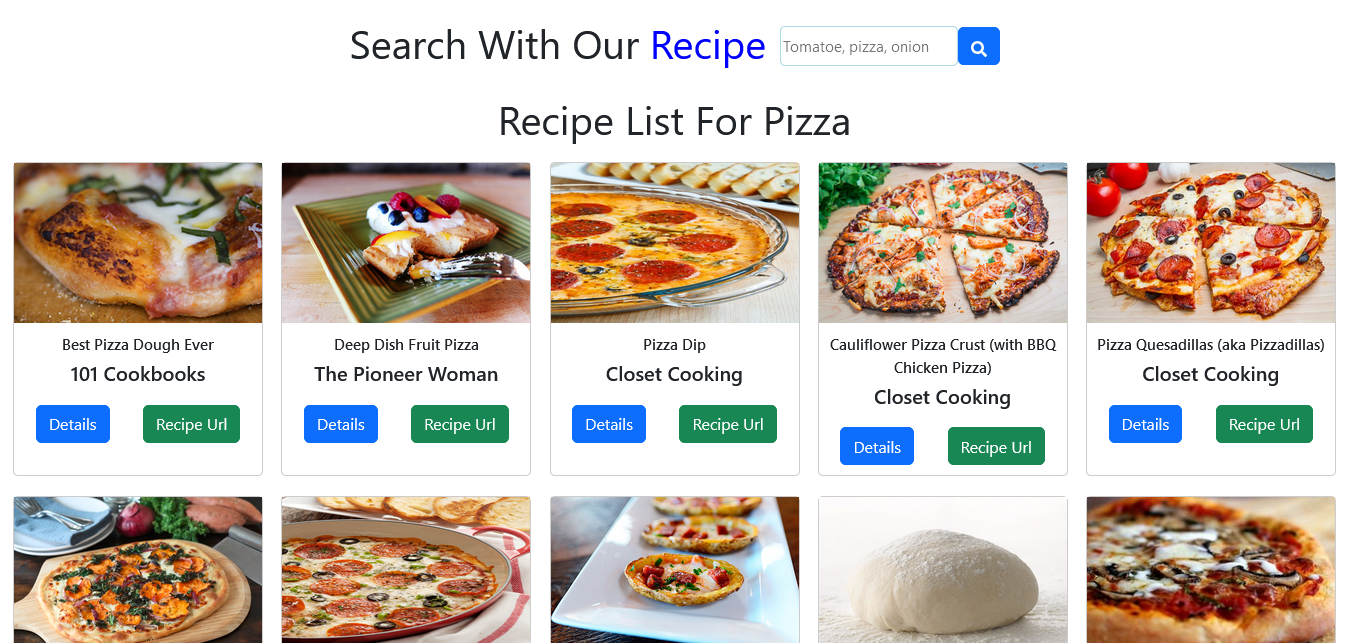 Search With Our Recipe
Tomatoe, pizza, onion
Recipe List For Pizza
Best Pizza Dough Ever
101 Cookbooks
Details Recipe Url
Deep Dish Fruit Pizza
The Pioneer Woman
Details Recipe Url
Pizza Dip
Closet Cooking
Details Recipe Url
Cauliflower Pizza Crust (with BBQ
Chicken Pizza)
Closet Cooking
Details Recipe Url
Pizza Quesadillas (aka Pizzadillas)
Closet Cooking
Details Recipe Url